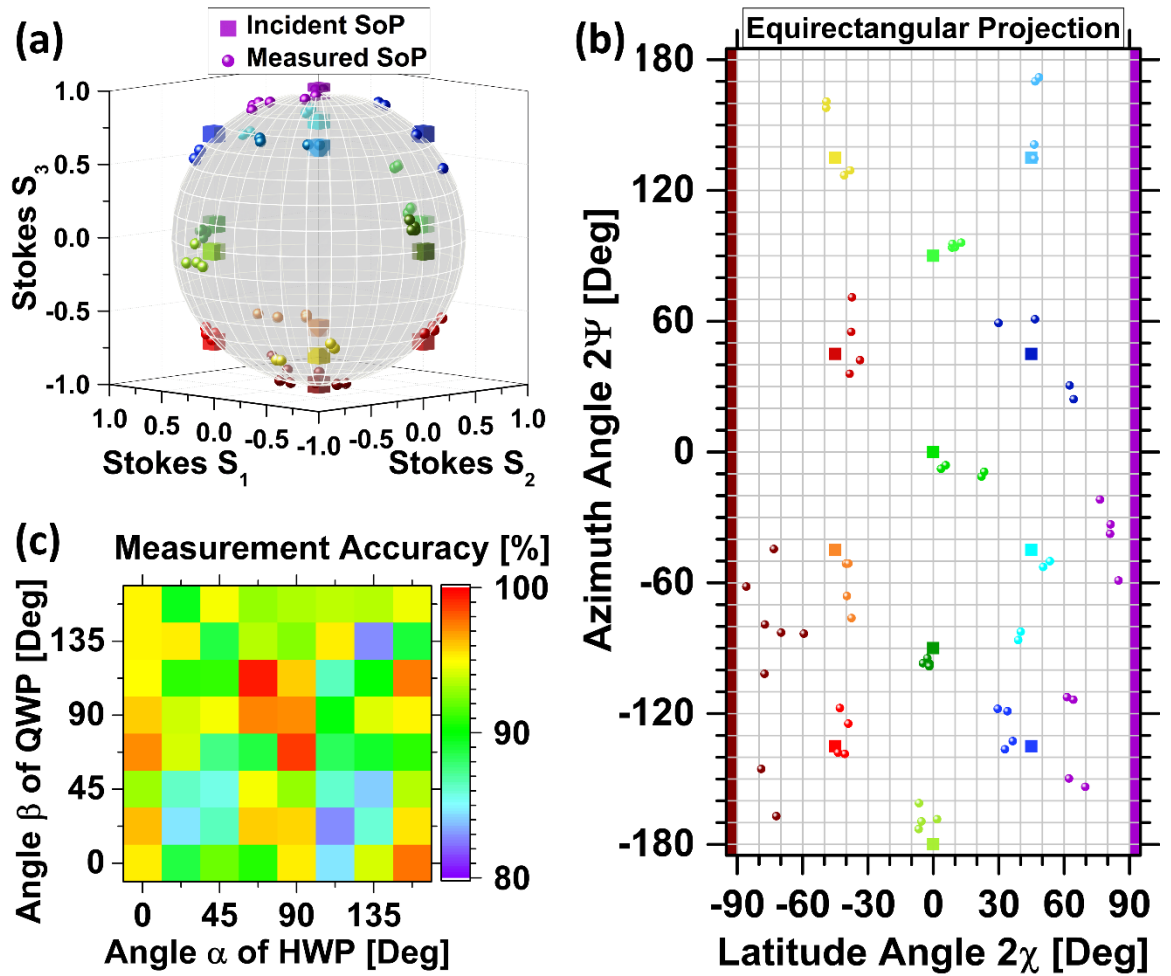 (a)
Incident SoP
Measured SoP
1.0
0.5
0.0
-0.5
-1.0
Stokes S3
1.0 0.5 0.0 -0.5 -1.0
Stokes S1
-1.0 -0.5 0.0 0.5 1.0
Stokes S2
(b)
Equirectangular Projection
180
120
60
0
-60
-120
-180
Azimuth Angle 2Ψ [Deg]
-90 -60 -30 0 30 60 90
Latitude Angle 2χ [Deg]
(c)
Measurement Accuracy [%]
135
90
45
0
Angle β of QWP [Deg]
0 45 90 135
Angle α of HWP [Deg]
100
90
80